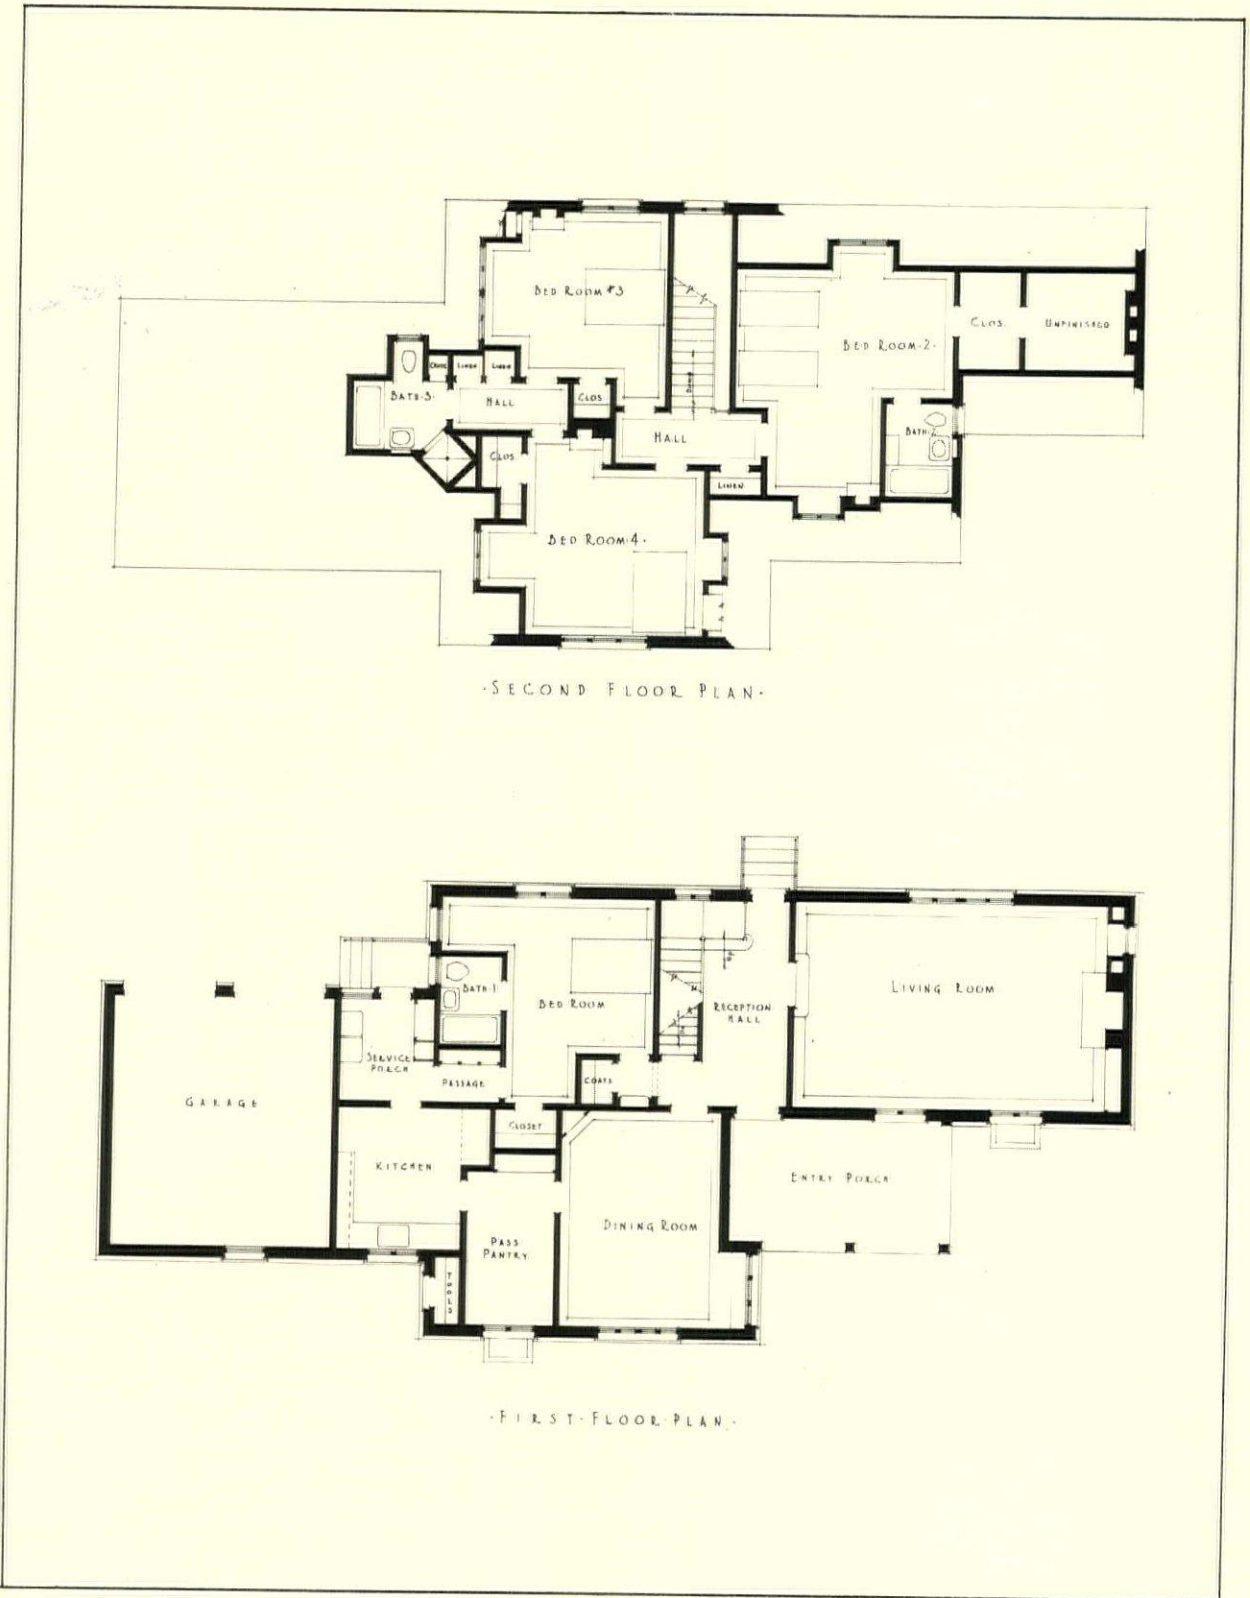 BED ROOM #3
BED ROOM·2·
CLOS.
UNFINISHED
LINEN
LINEN
BATH·3·
HALL
CLOS
DOWN
HALL
BATH·2
CLOS
LINEN
BED ROOM·4·
·SECOND FLOOR PLAN·
BATH·1
BED ROOM
RECEPTION
HALL
LIVING ROOM
UP
SERVICE
PORCH
PASSAGE
COATS
GARAGE
CLOSET
KITCHEN
ENTRY PORCH
DINING ROOM
PASS
PANTRY
TOOLS
·FIRST·FLOOR·PLAN·